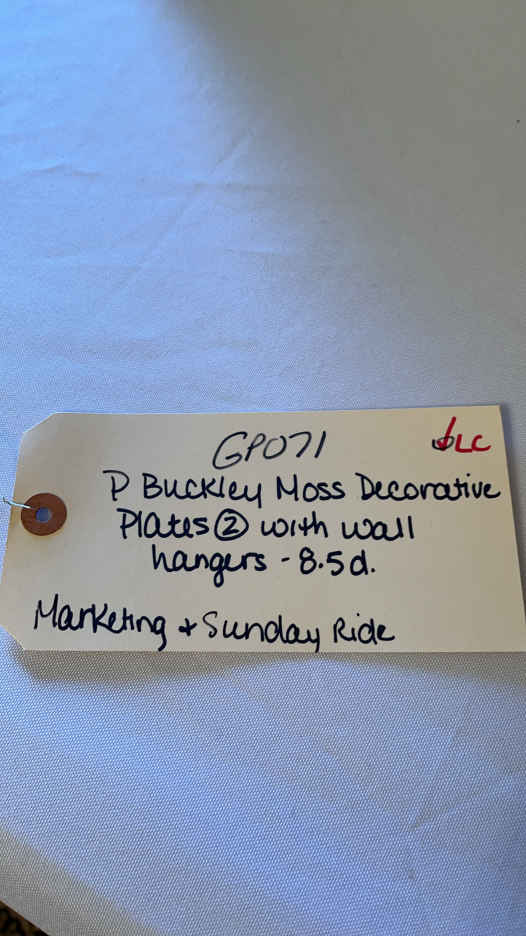 GP071
LC
P Buckley Moss Decorative
Plates ② with wall
hangers - 8.5d.
Marketing + Sunday Ride